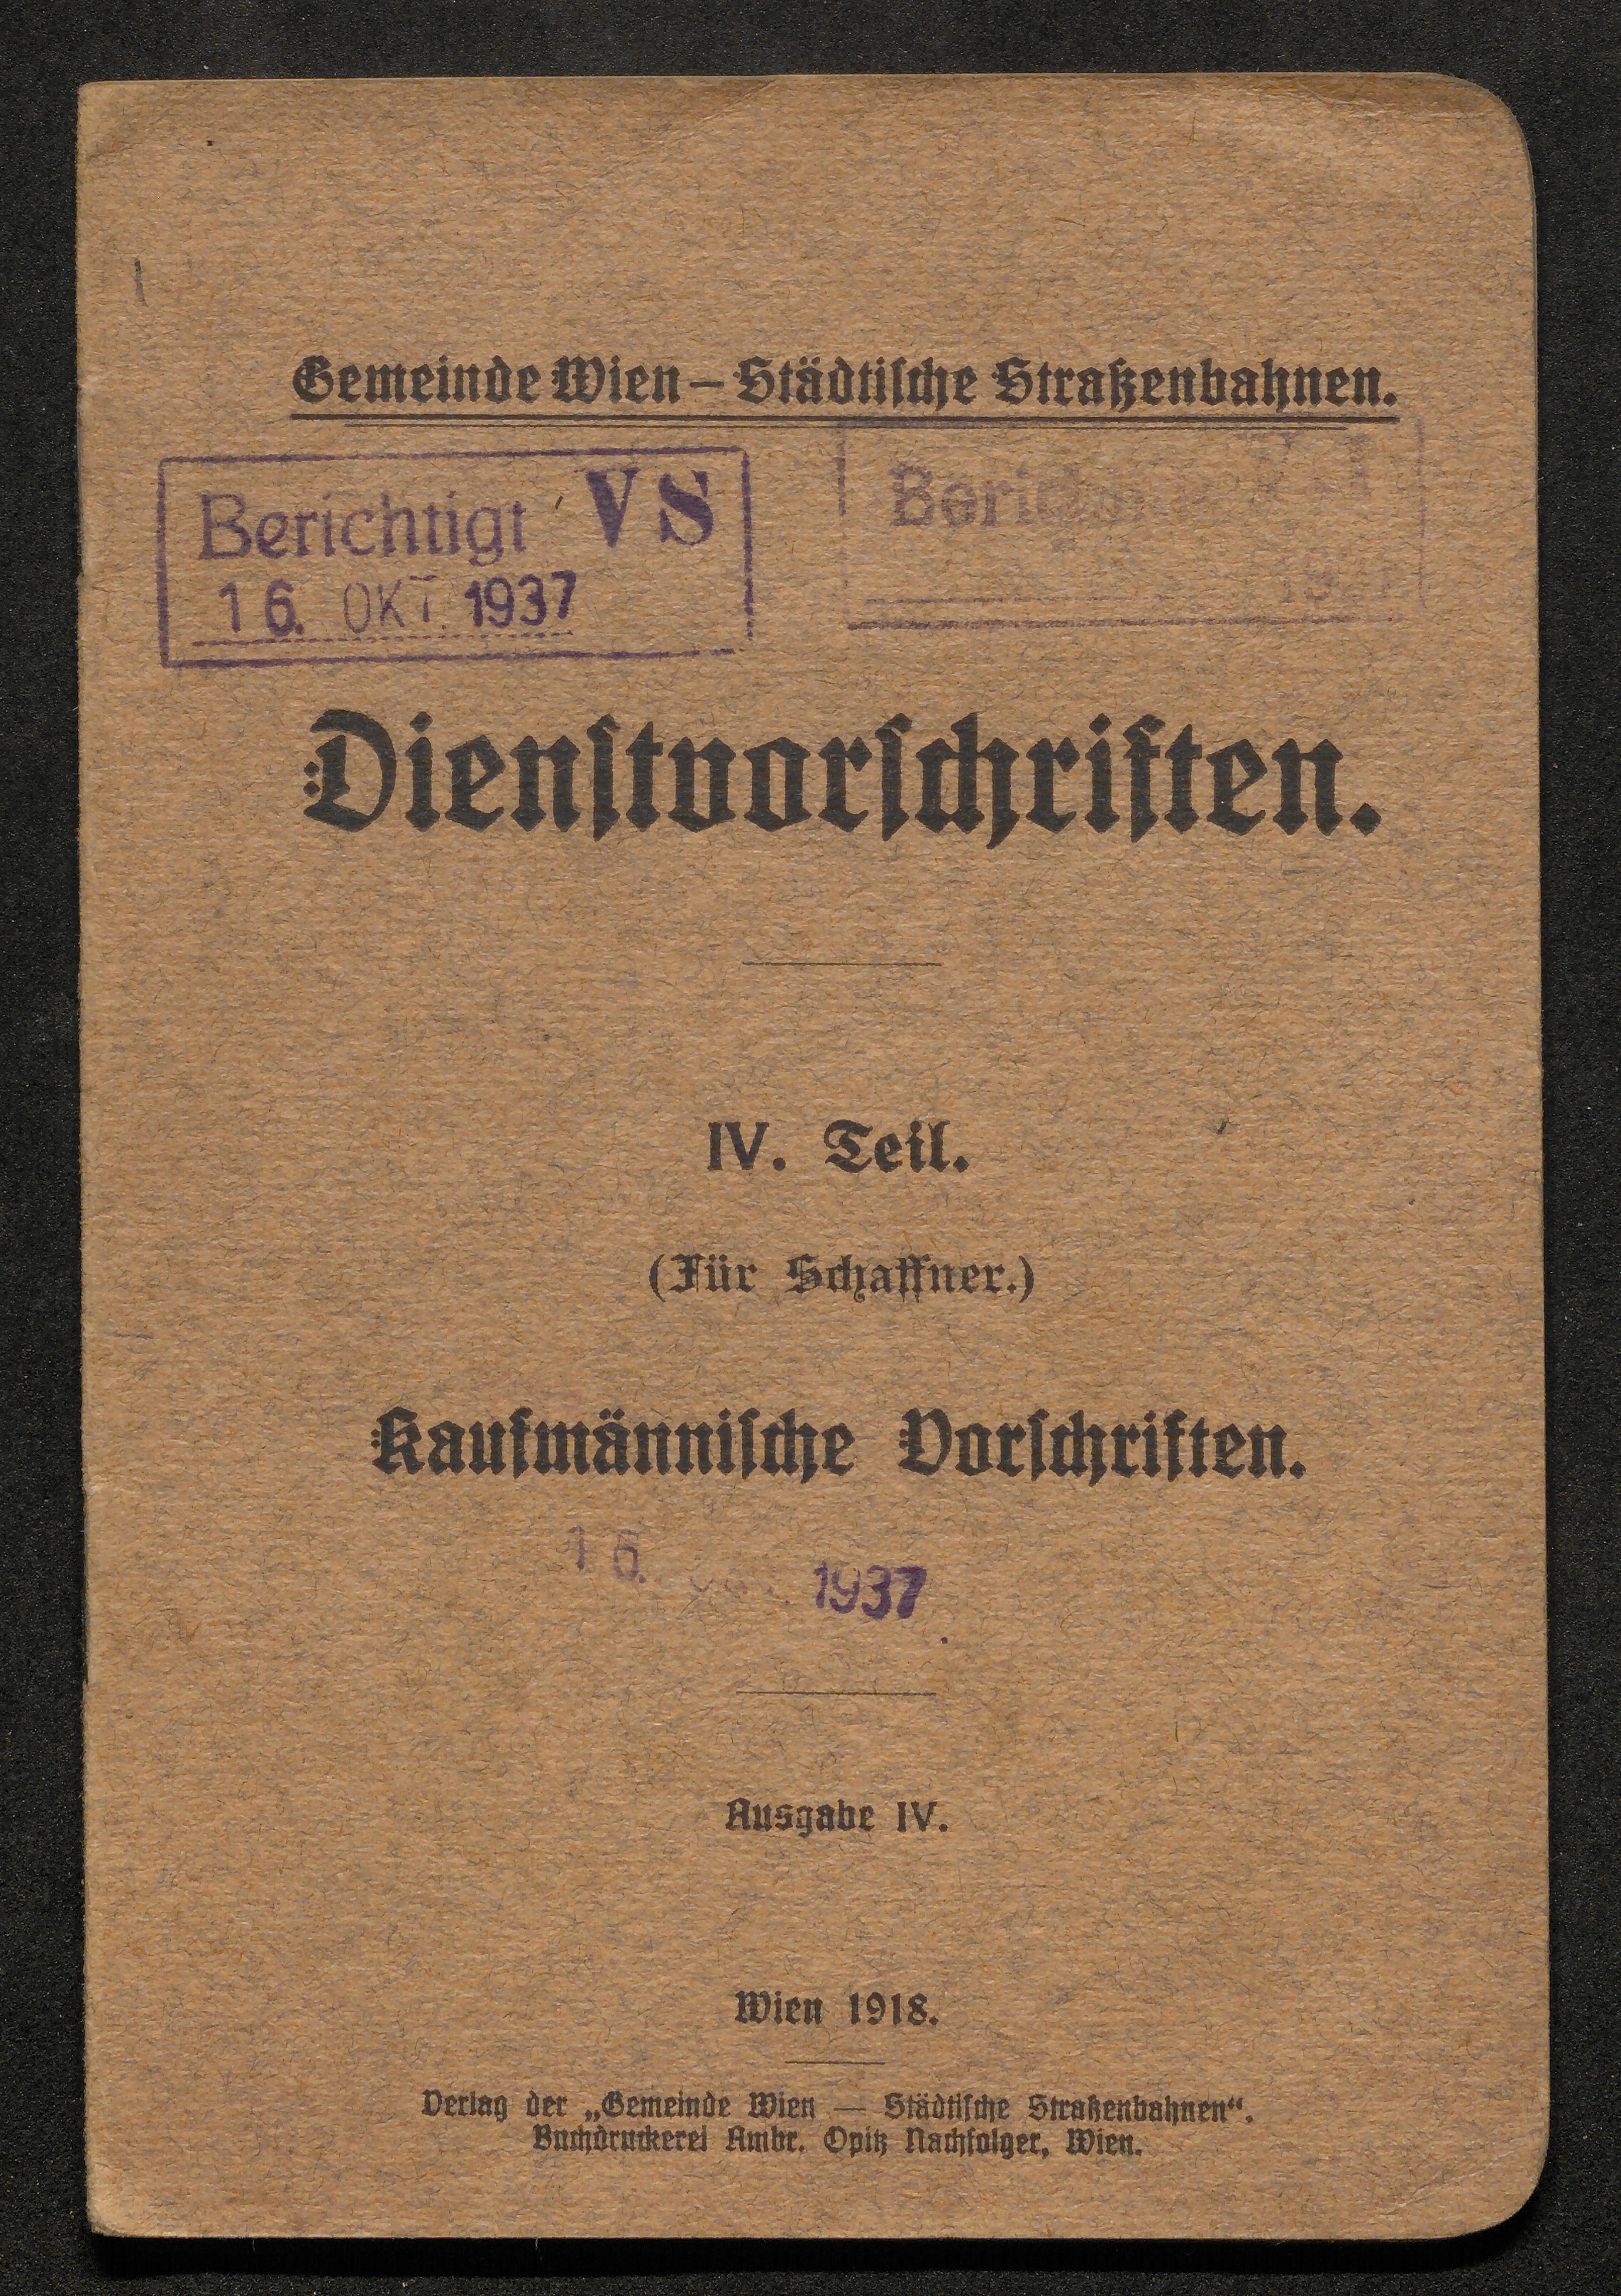 Gemeinde Wien – Städtische Straßenbahnen.
Berichtigt VS
16. OKT. 1937
Dienstvorschriften.
IV. Teil.
(Für Schaffner.)
Kaufmännische Vorschriften.
16. 1937
Ausgabe IV.
Wien 1918.
Verlag der „Gemeinde Wien — Städtische Straßenbahnen“.
Buchdruckerei Ambr. Opitz Nachfolger, Wien.